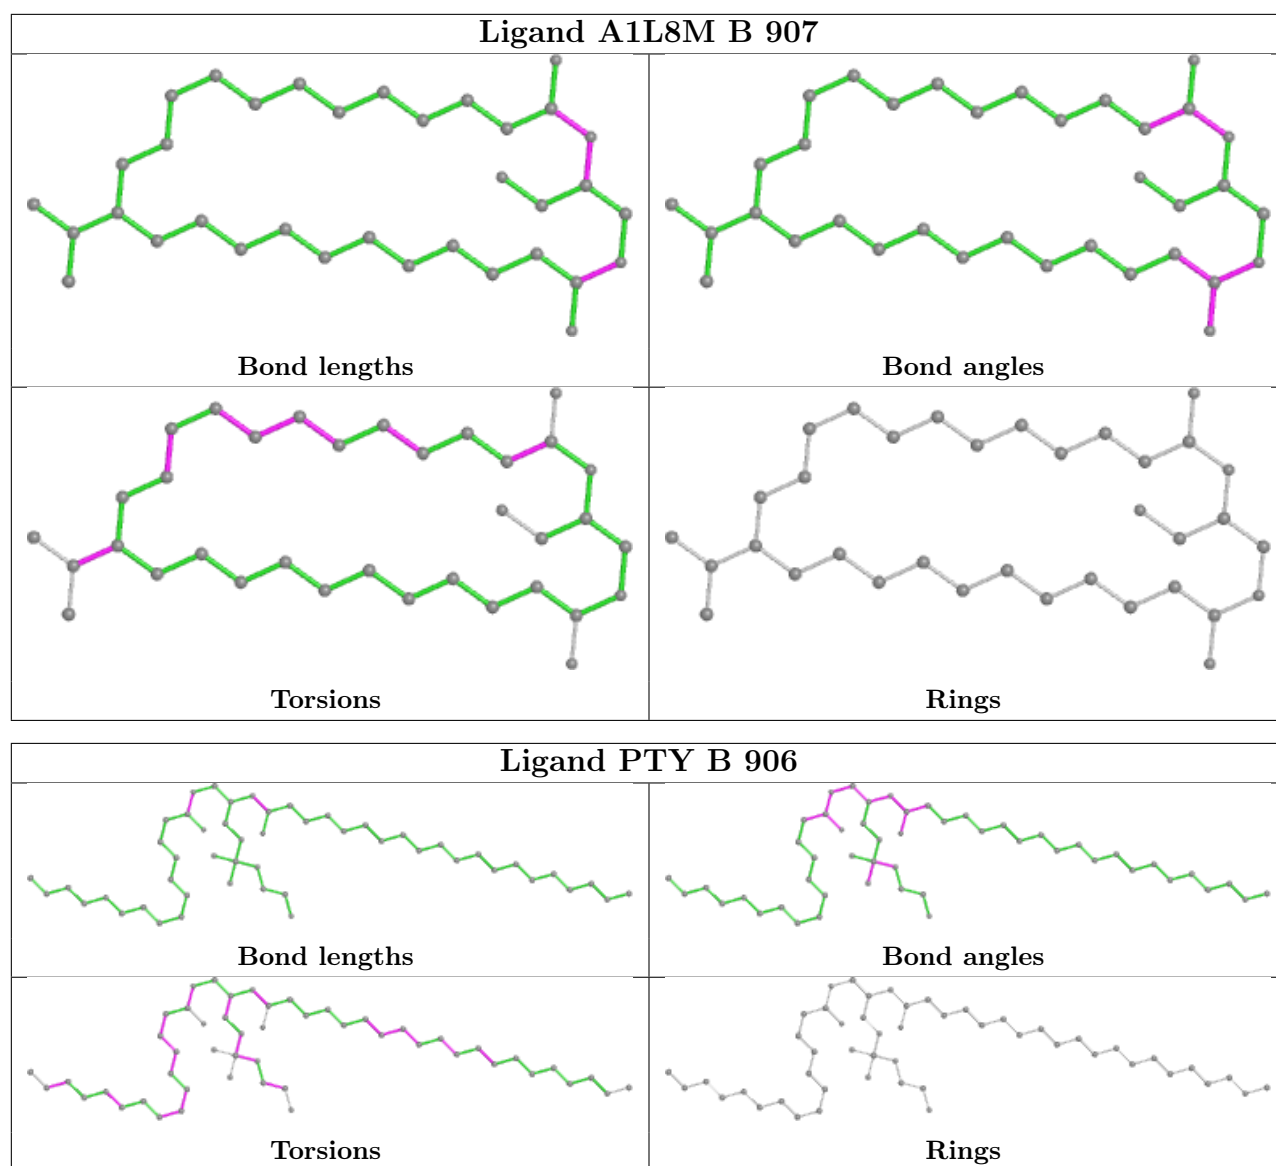 Ligand A1L8M B 907
Bond lengths
Bond angles
Torsions
Rings
Ligand PTY B 906
Bond lengths
Bond angles
Torsions
Rings